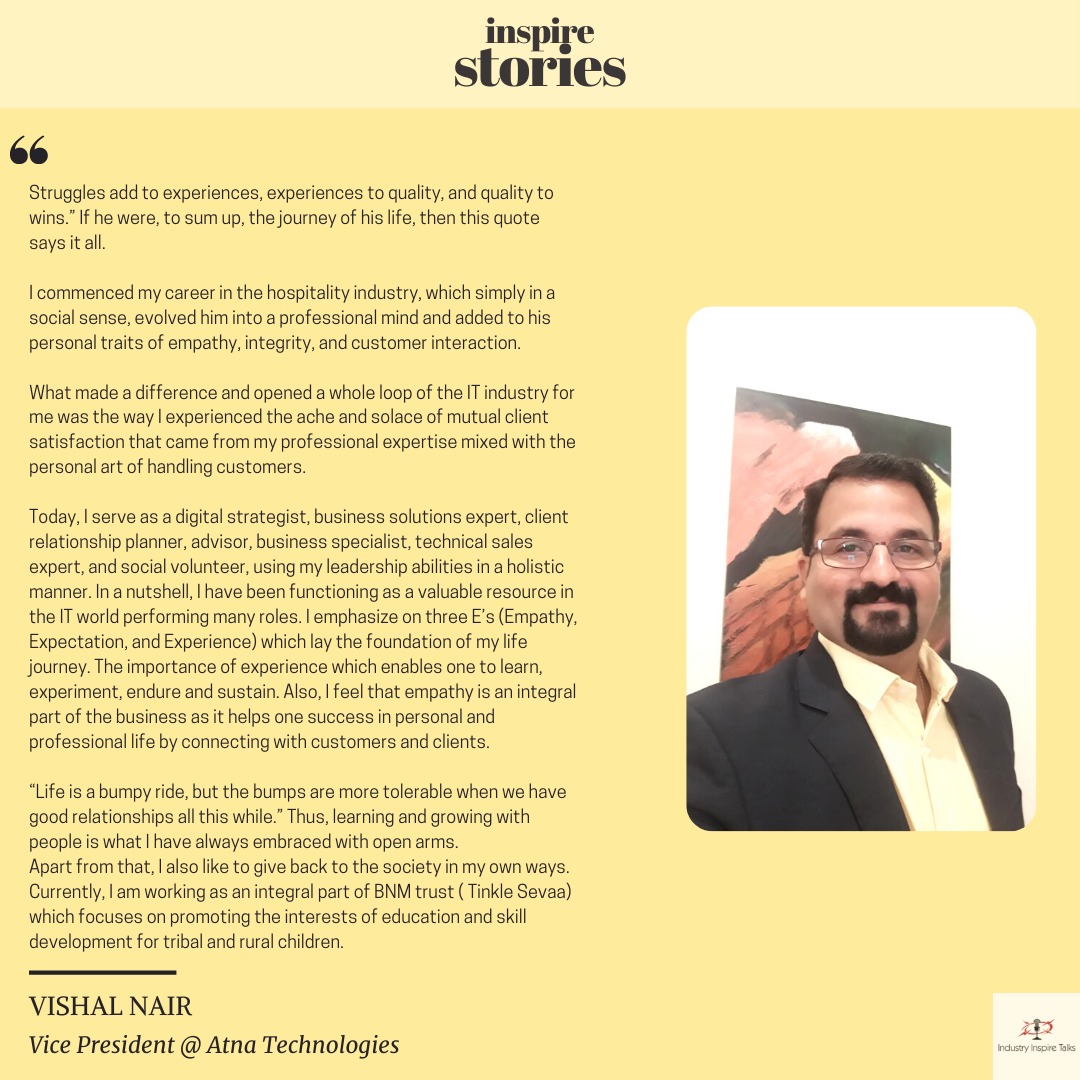 inspire
stories
“
Struggles add to experiences, experiences to quality, and quality to
wins.” If he were, to sum up, the journey of his life, then this quote
says it all.
I commenced my career in the hospitality industry, which simply in a
social sense, evolved him into a professional mind and added to his
personal traits of empathy, integrity, and customer interaction.
What made a difference and opened a whole loop of the IT industry for
me was the way I experienced the ache and solace of mutual client
satisfaction that came from my professional expertise mixed with the
personal art of handling customers.
Today, I serve as a digital strategist, business solutions expert, client
relationship planner, advisor, business specialist, technical sales
expert, and social volunteer, using my leadership abilities in a holistic
manner. In a nutshell, I have been functioning as a valuable resource in
the IT world performing many roles. I emphasize on three E’s (Empathy,
Expectation, and Experience) which lay the foundation of my life
journey. The importance of experience which enables one to learn,
experiment, endure and sustain. Also, I feel that empathy is an integral
part of the business as it helps one success in personal and
professional life by connecting with customers and clients.
“Life is a bumpy ride, but the bumps are more tolerable when we have
good relationships all this while.” Thus, learning and growing with
people is what I have always embraced with open arms.
Apart from that, I also like to give back to the society in my own ways.
Currently, I am working as an integral part of BNM trust ( Tinkle Sevaa)
which focuses on promoting the interests of education and skill
development for tribal and rural children.
VISHAL NAIR
Vice President @ Atna Technologies
Industry Inspire Talks